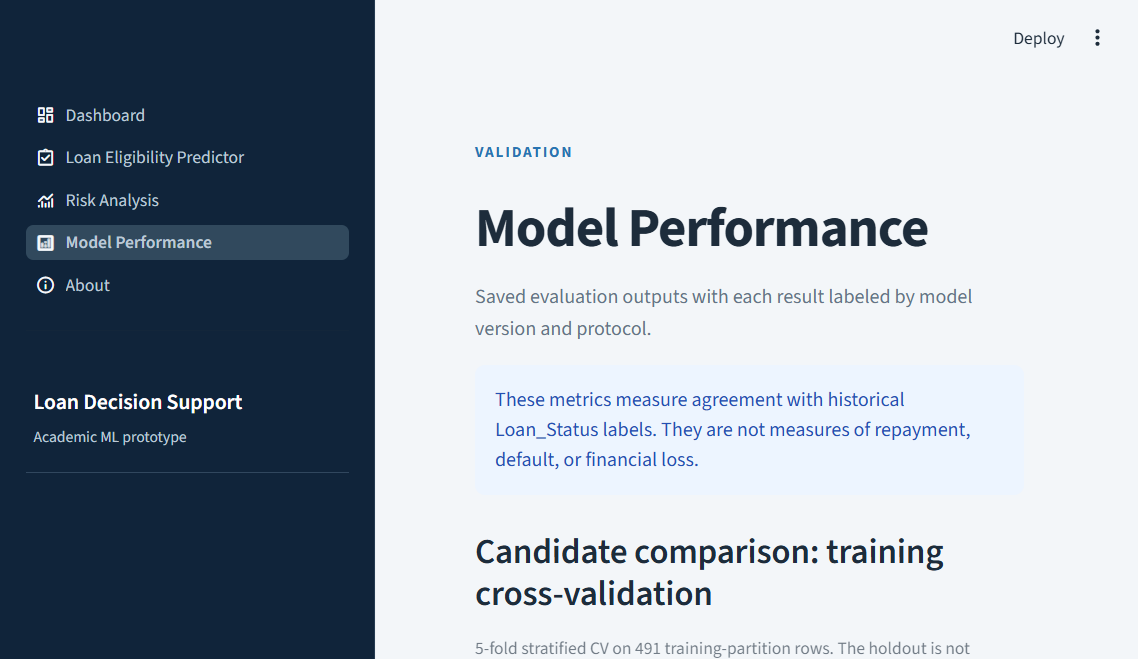 Deploy
Dashboard
Loan Eligibility Predictor
Risk Analysis
Model Performance
About
Loan Decision Support
Academic ML prototype
VALIDATION
Model Performance
Saved evaluation outputs with each result labeled by model
version and protocol.
These metrics measure agreement with historical
Loan_Status labels. They are not measures of repayment,
default, or financial loss.
Candidate comparison: training
cross-validation
5-fold stratified CV on 491 training-partition rows. The holdout is not